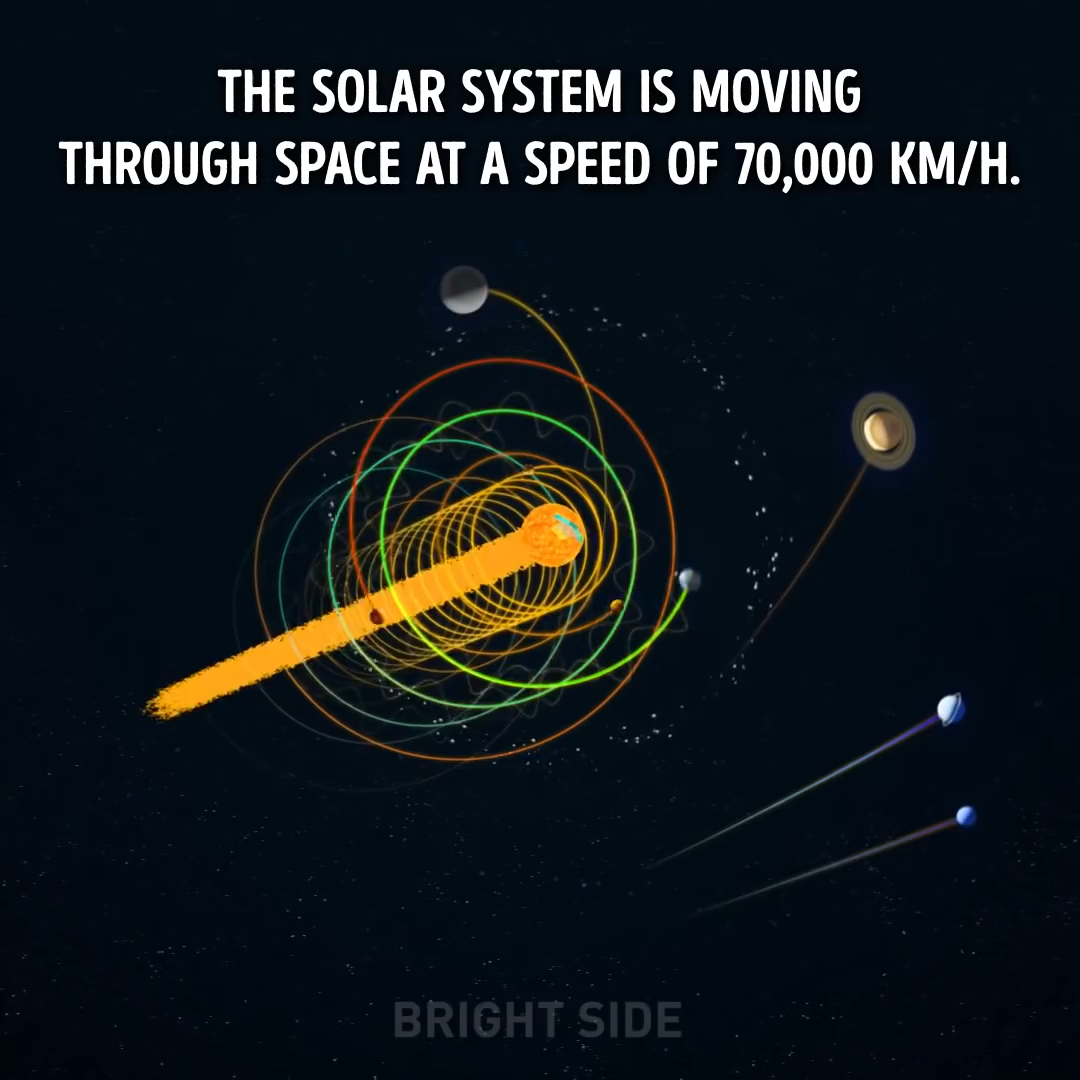 THE SOLAR SYSTEM IS MOVING
THROUGH SPACE AT A SPEED OF 70,000 KM/H.
BRIGHT SIDE